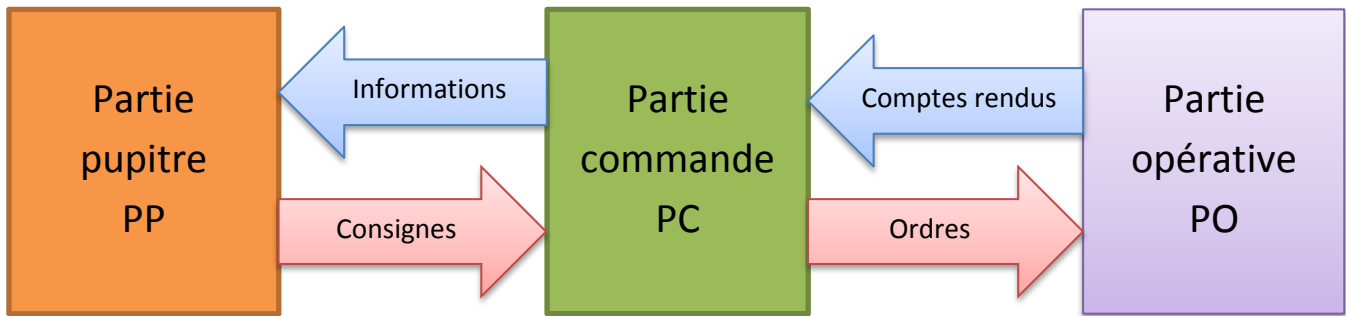 Partie
pupitre
PP
Informations
Consignes
Partie
commande
PC
Comptes rendus
Ordres
Partie
opérative
PO